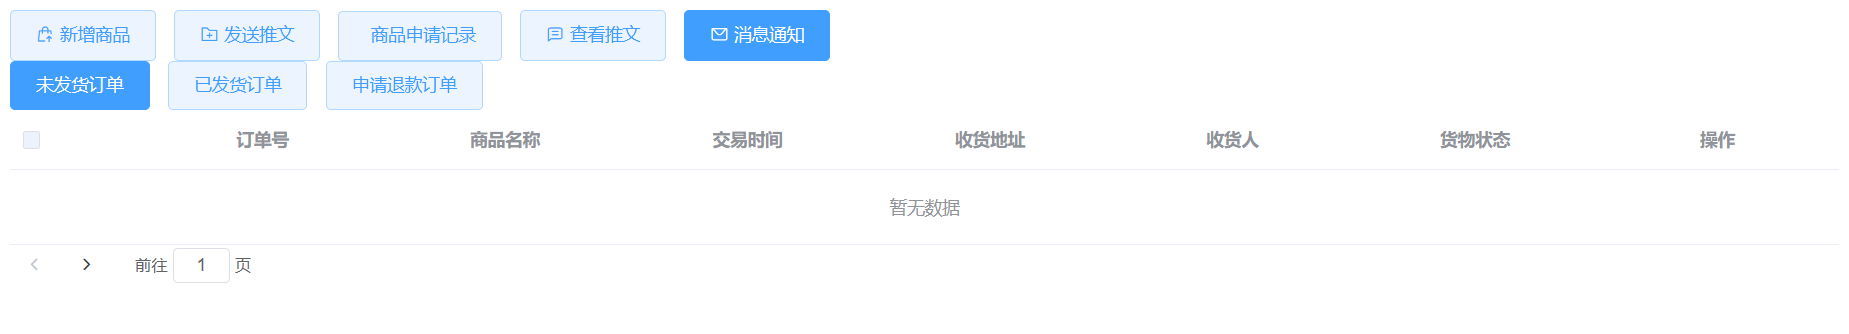 新增商品 发送推文 商品申请记录 查看推文 消息通知
未发货订单 已发货订单 申请退款订单
订单号 商品名称 交易时间 收货地址 收货人 货物状态 操作
暂无数据
前往 1 页